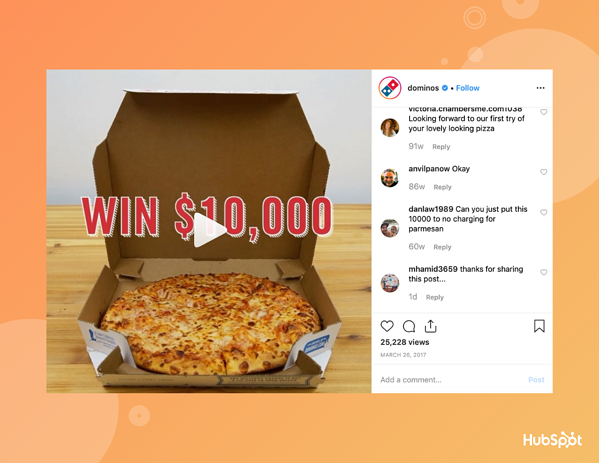 WIN $10,000
dominos • Follow
victoria.chambersme.com1038
Looking forward to our first try of
your lovely looking pizza
91w Reply
anvilpanow Okay
86w Reply
danlaw1989 Can you just put this
10000 to no charging for
parmesan
60w Reply
mhamid3659 thanks for sharing
this post...
1d Reply
25,228 views
MARCH 26, 2017
Add a comment... Post
HubSpot